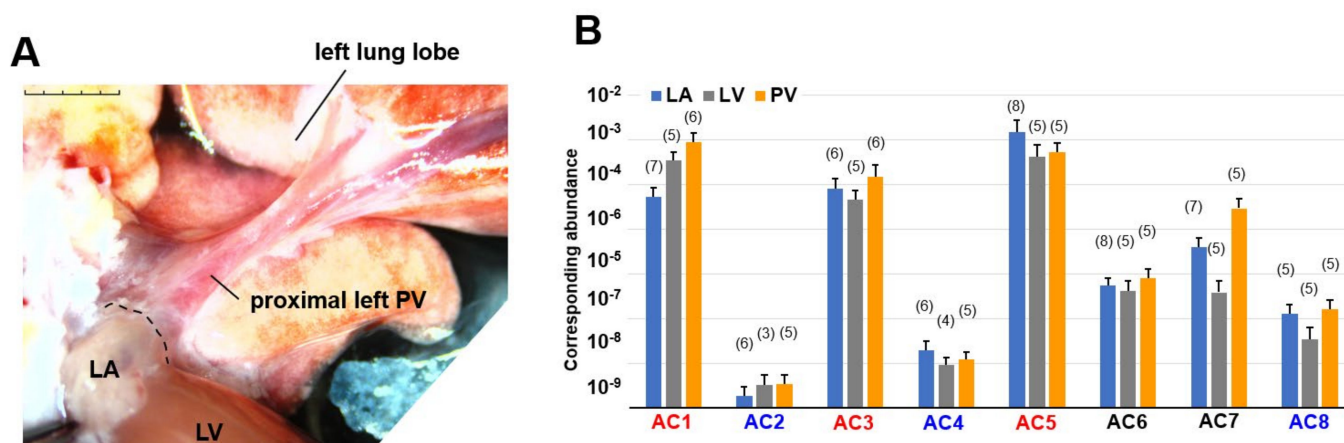 A
left lung lobe
proximal left PV
LA
LV
B
LA LV PV
Corresponding abundance
10-2
10-3
10-4
10-6
10-5
10-7
10-8
10-9
(7) (5) (6)
(6) (3) (5)
(6) (5) (6)
(6) (4) (5)
(8) (5) (5)
(8) (5) (5)
(7) (5) (5)
(5) (5) (5)
AC1 AC2 AC3 AC4 AC5 AC6 AC7 AC8